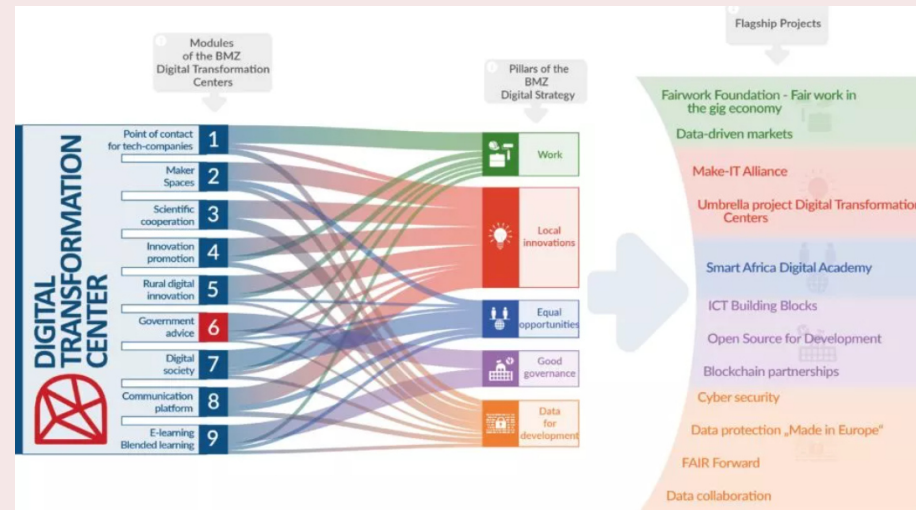 Modules
of the BMZ
Digital Transformation
Centers
Pillars of the
BMZ
Digital Strategy
Flagship Projects
DIGITAL
TRANSFORMATION
CENTER
Point of contact
for tech-companies
1
Maker
Spaces
2
Scientific
cooperation
3
Innovation
promotion
4
Rural digital
innovation
5
Government
advice
6
Digital
society
7
Communication
platform
8
E-learning
Blended learning
9
Work
Local
innovations
Equal
opportunities
Good
governance
Data
for
development
Fairwork Foundation - Fair work in
the gig economy
Data-driven markets
Make-IT Alliance
Umbrella project Digital Transformation
Centers
Smart Africa Digital Academy
ICT Building Blocks
Open Source for Development
Blockchain partnerships
Cyber security
Data protection „Made in Europe“
FAIR Forward
Data collaboration